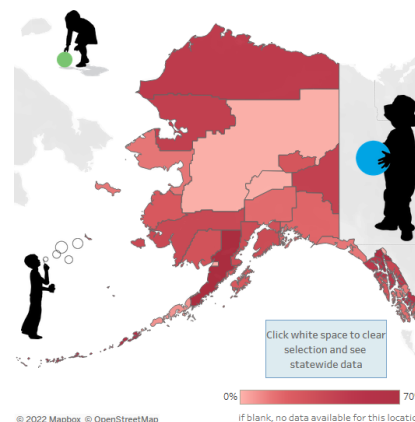 Click white space to clear
selection and see
statewide data
0%
70%
© 2022 Mapbox © OpenStreetMap
if blank, no data available for this location